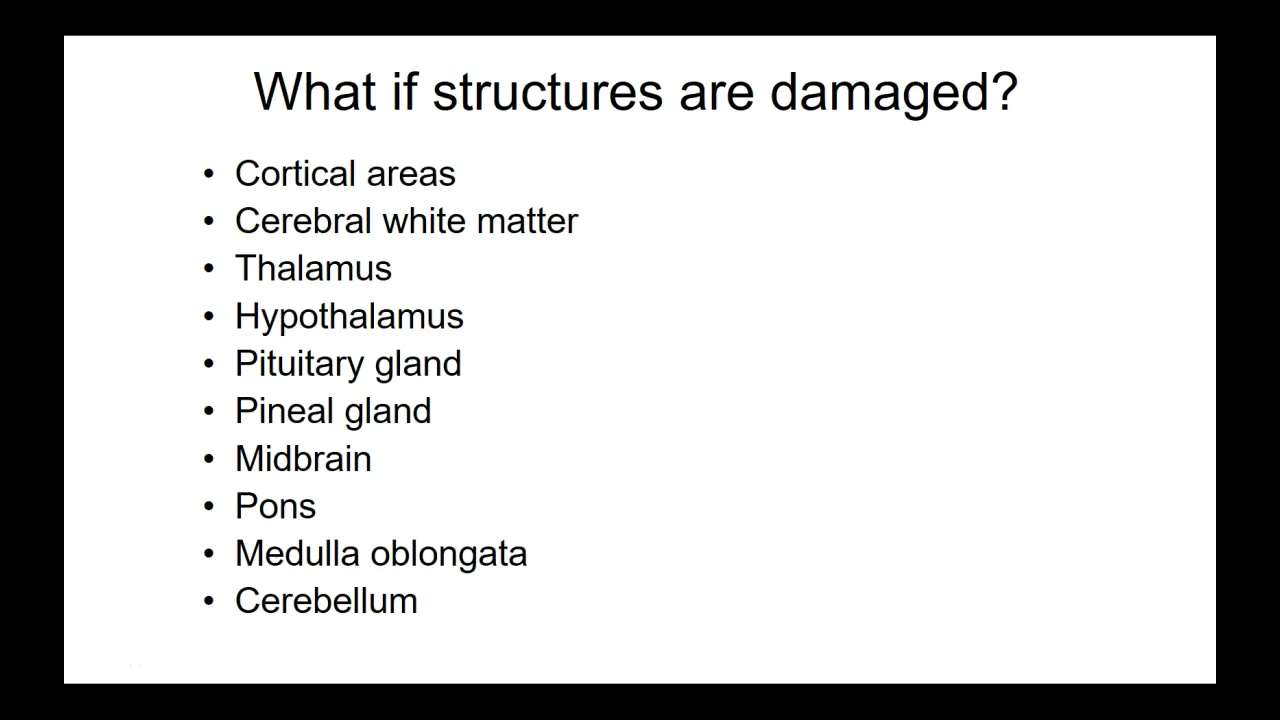 What if structures are damaged?
• Cortical areas
• Cerebral white matter
• Thalamus
• Hypothalamus
• Pituitary gland
• Pineal gland
• Midbrain
• Pons
• Medulla oblongata
• Cerebellum